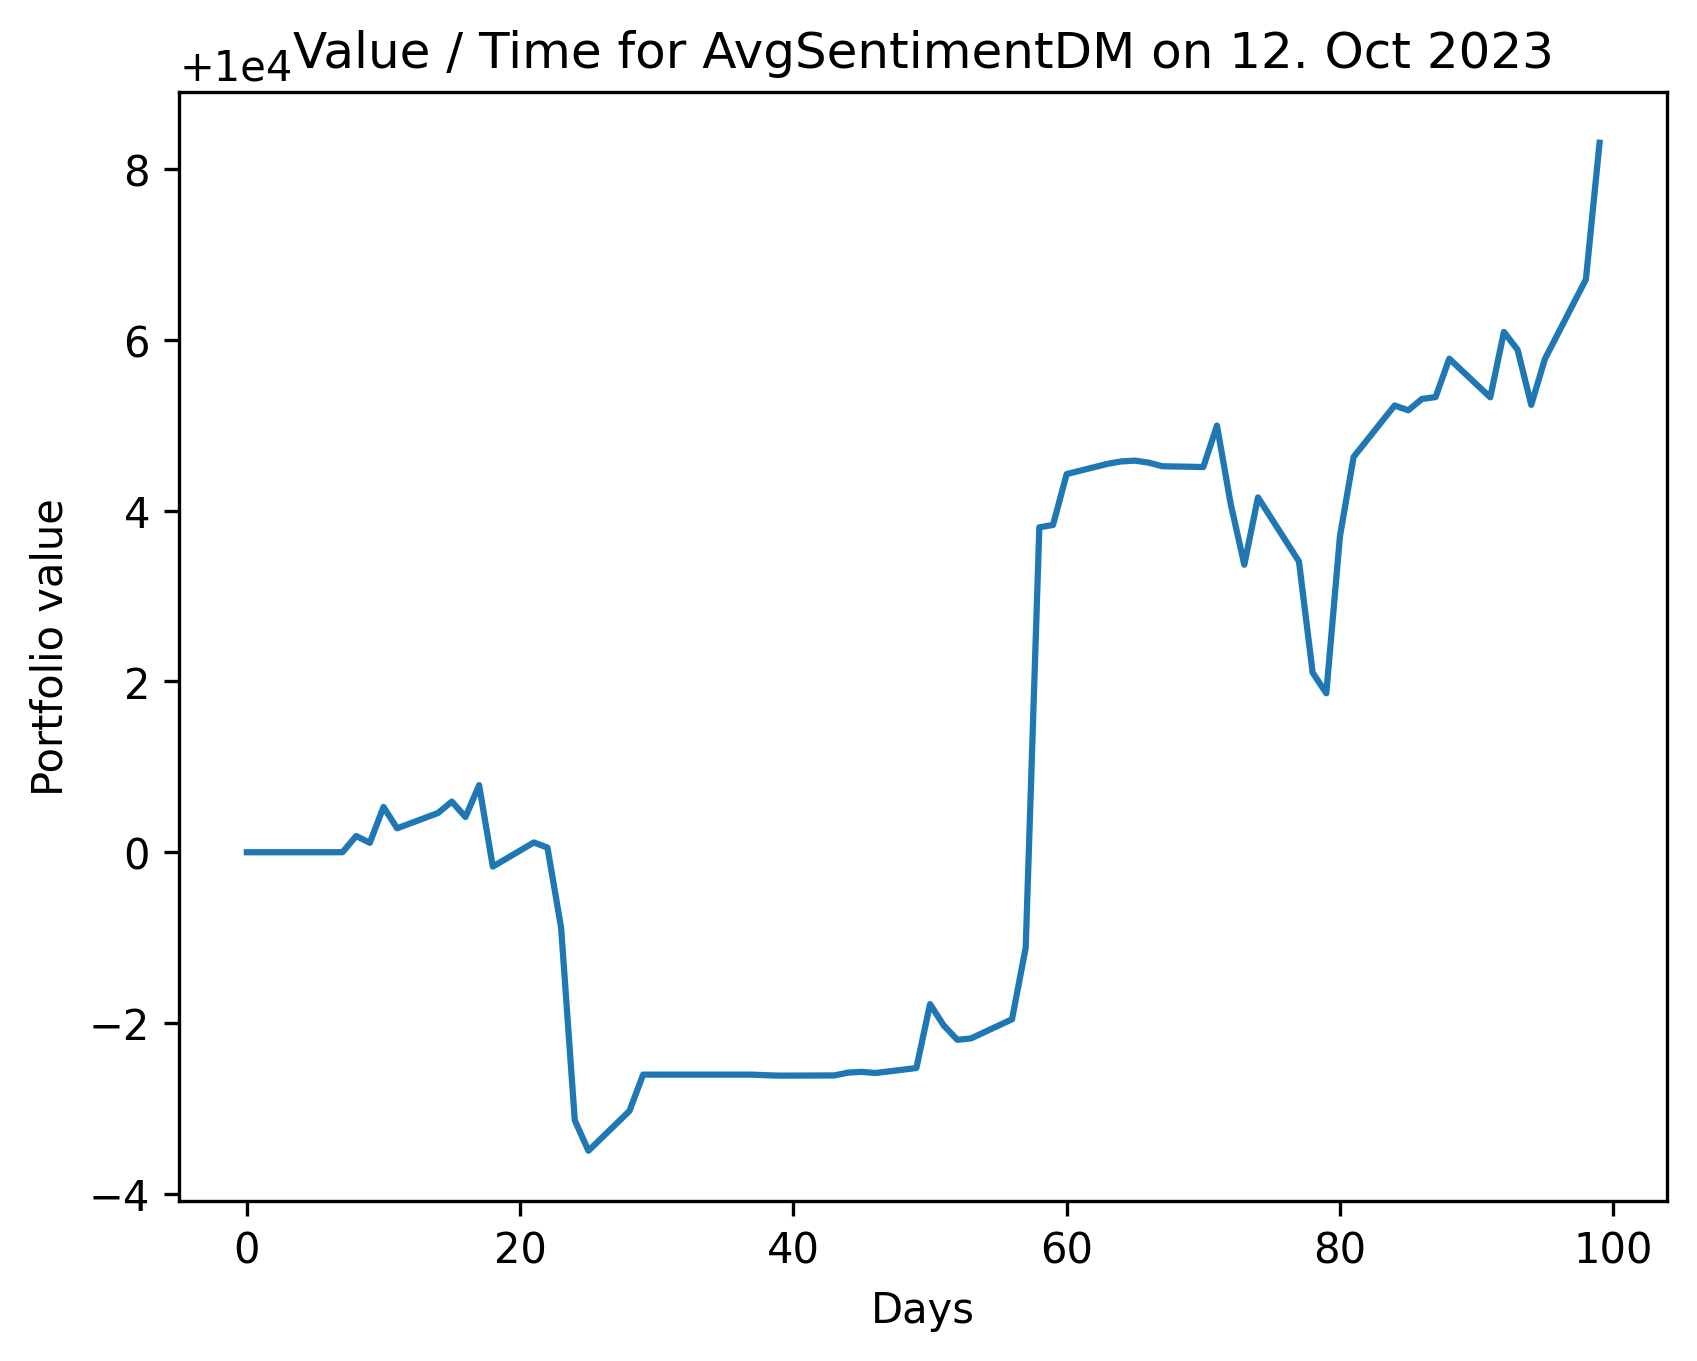 Value / Time for AvgSentimentDM on 12. Oct 2023
+1e4
8
6
4
2
0
−2
−4
Portfolio value
0 20 40 60 80 100
Days